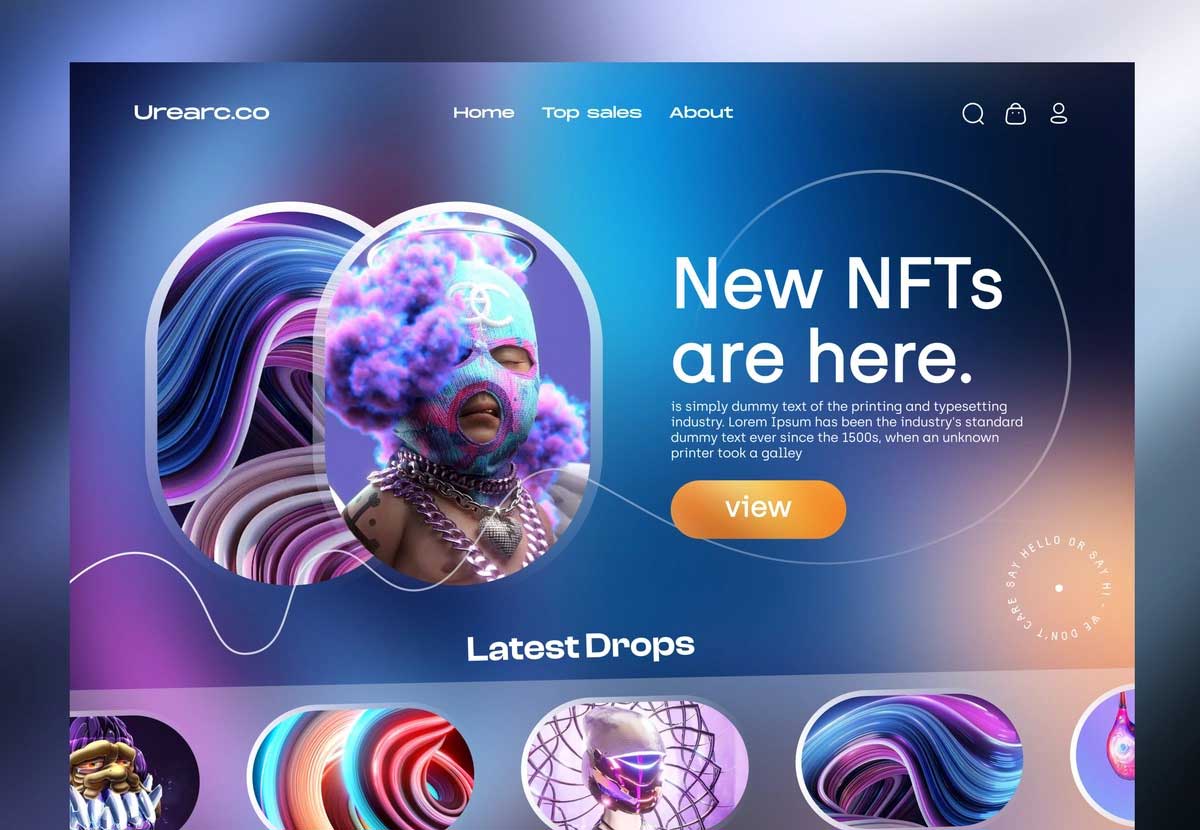 Urearc.co
Home Top sales About
New NFTs
are here.
is simply dummy text of the printing and typesetting
industry. Lorem Ipsum has been the industry's standard
dummy text ever since the 1500s, when an unknown
printer took a galley
view
SAY HELLO OR SAY HI - WE DON'T CARE
Latest Drops